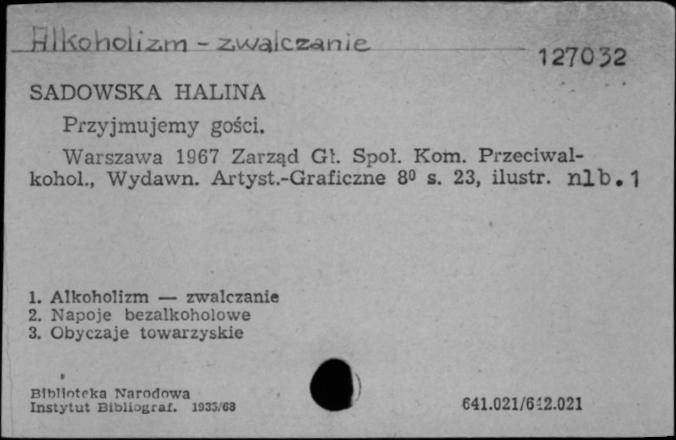 Alkoholizm - zwalczanie
127032
SADOWSKA HALINA
Przyjmujemy gości.
Warszawa 1967 Zarząd Gł. Społ. Kom. Przeciwal-
kohol., Wydawn. Artyst.-Graficzne 8⁰ s. 23, ilustr. nlb.1
1. Alkoholizm — zwalczanie
2. Napoje bezalkoholowe
3. Obyczaje towarzyskie
Biblioteka Narodowa
Instytut Bibliograf. 1935/68
641.021/642.021